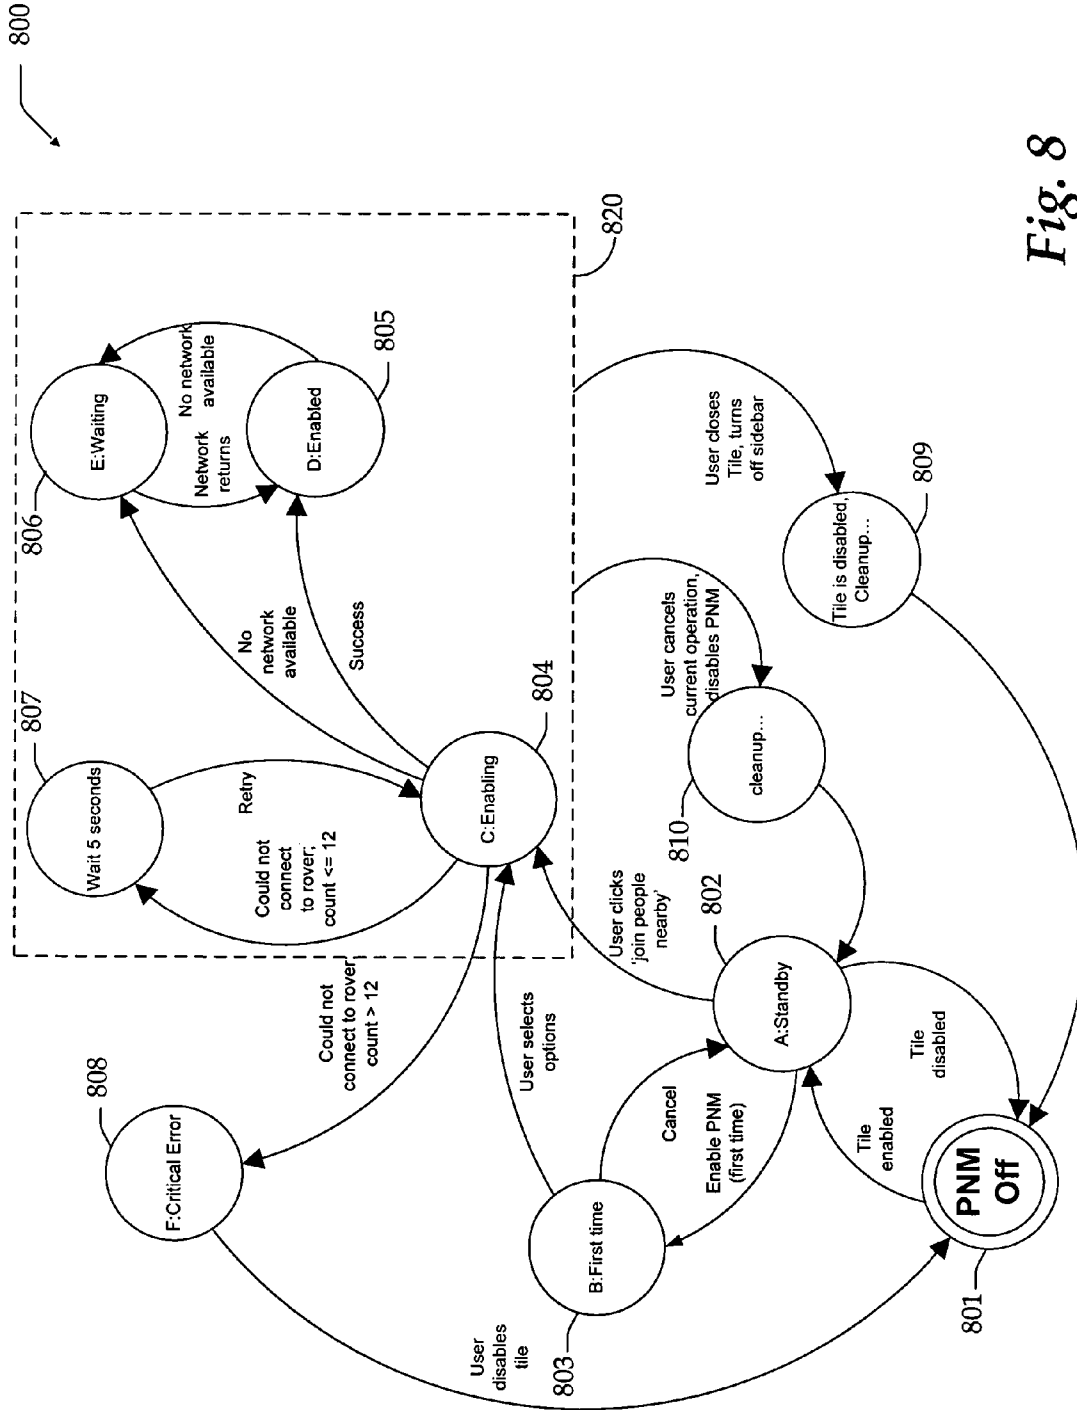 800
E:Waiting
806
No network
available
Network
returns
D:Enabled
805
820
No
network
available
Success
807
Wait 5 seconds
Retry
Could not
connect
to rover;
count <= 12
C:Enabling
804
User closes
Tile, turns
off sidebar
Tile is disabled,
Cleanup...
809
User cancels
current operation,
disables PNM
cleanup...
810
User clicks
'join people
nearby'
802
A:Standby
Could not
connect to rover
count > 12
808
F:Critical Error
User selects
options
Cancel
Enable PNM
(first time)
B:First time
803
Tile
disabled
Tile
enabled
PNM
Off
801
User
disables
tile
Fig. 8